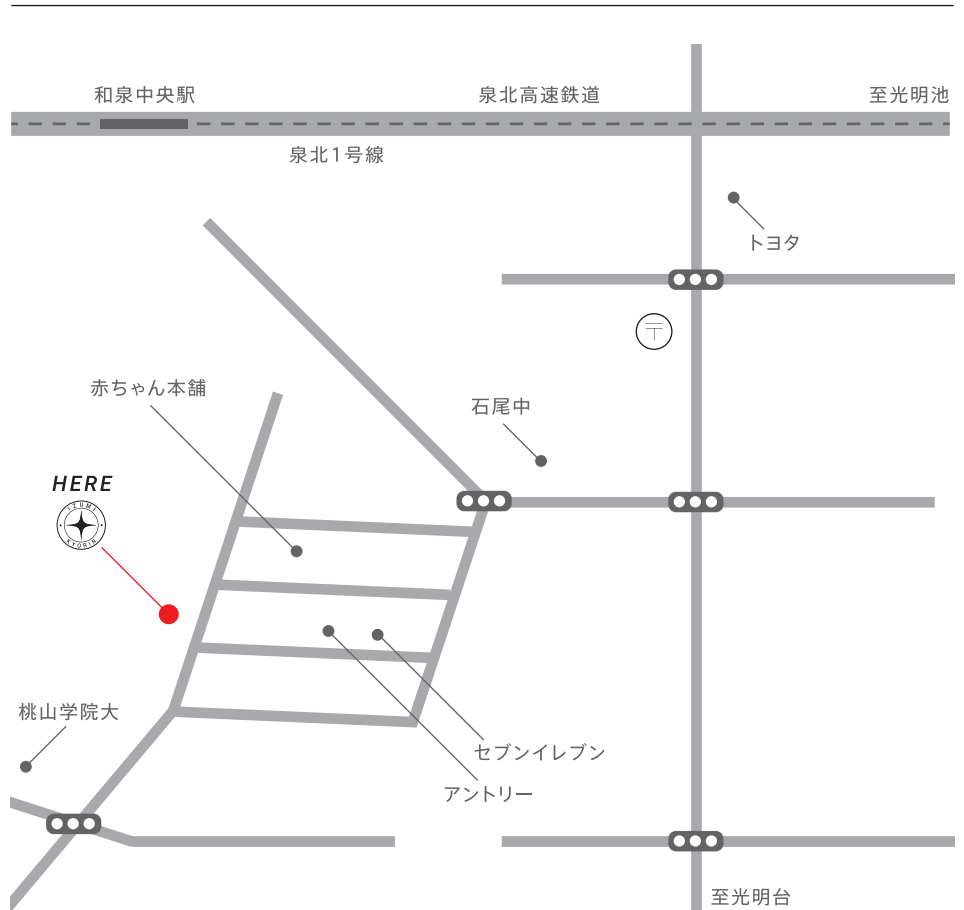 和泉中央駅
泉北高速鉄道
至光明池
泉北1号線
トヨタ
〒
赤ちゃん本舗
石尾中
HERE
IZUMI
KYORIN
桃山学院大
セブンイレブン
アントリー
至光明台